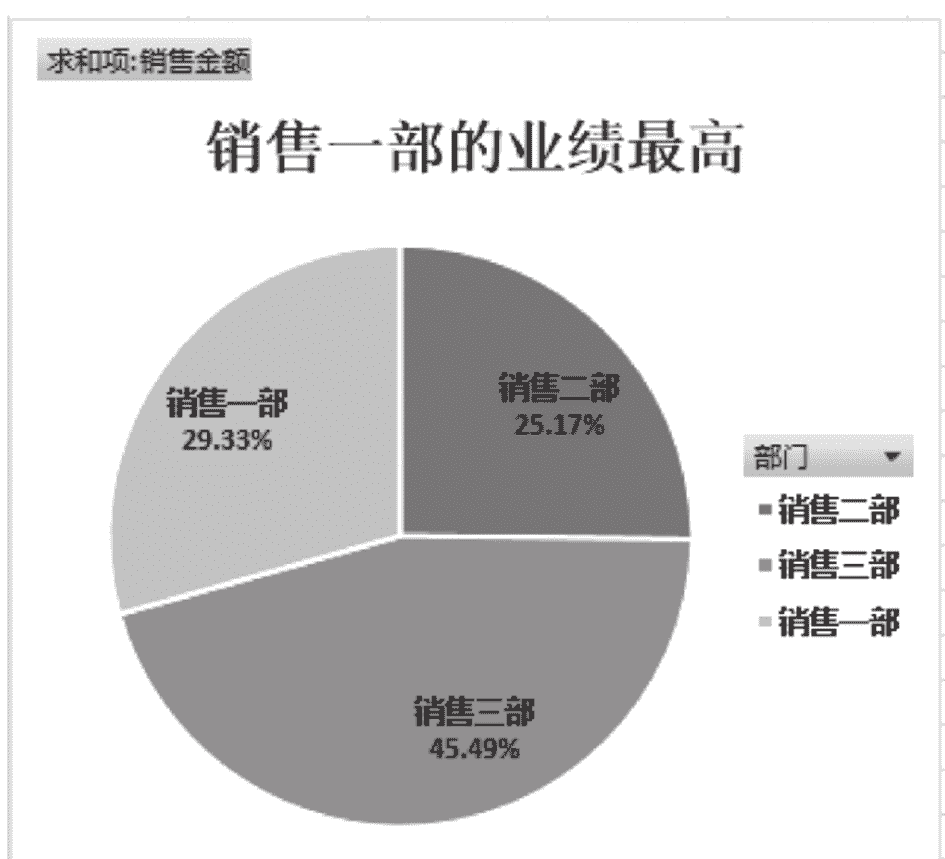 求和项:销售金额
销售一部的业绩最高
销售一部
29.33%
销售二部
25.17%
销售三部
45.49%
部门
销售二部
销售三部
销售一部